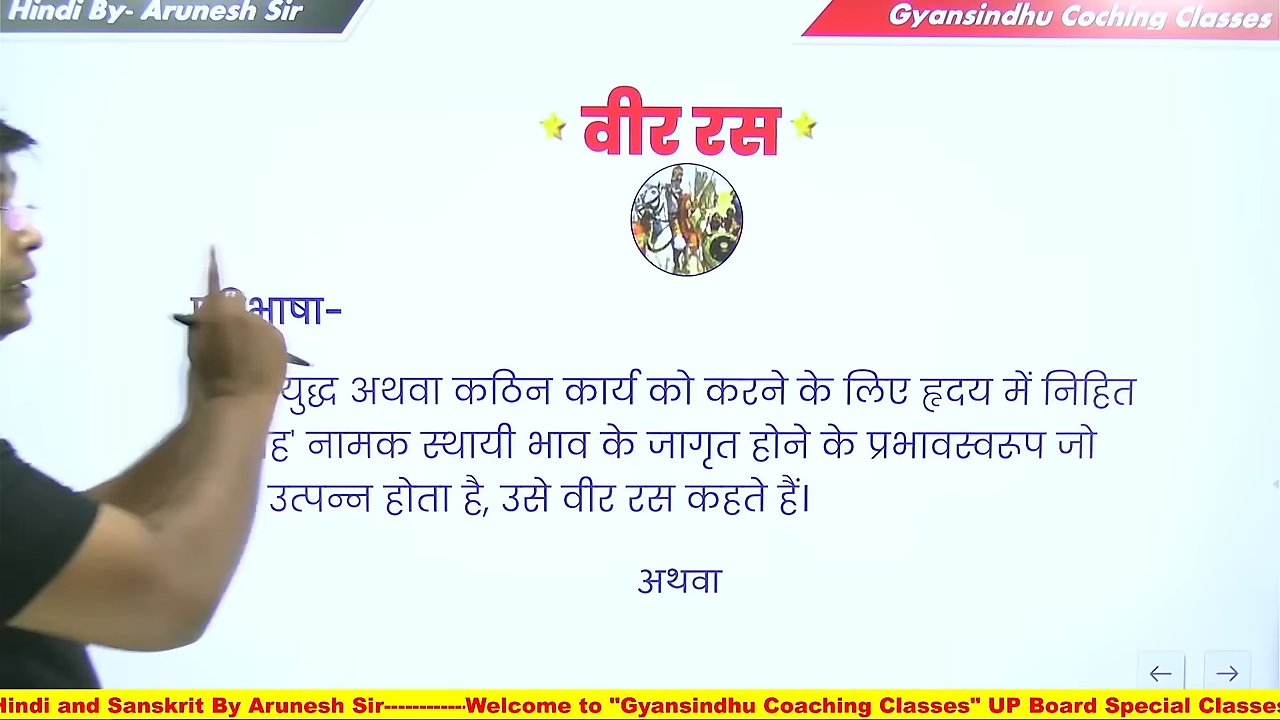 Hindi By- Arunesh Sir
Gyansindhu Coching Classes
वीर रस
युद्ध अथवा कठिन कार्य को करने के लिए हृदय में निहित
नामक स्थायी भाव के जागृत होने के प्रभावस्वरूप जो
उत्पन्न होता है, उसे वीर रस कहते हैं।
अथवा
Hindi and Sanskrit By Arunesh Sir------------Welcome to "Gyansindhu Coaching Classes" UP Board Special Classes